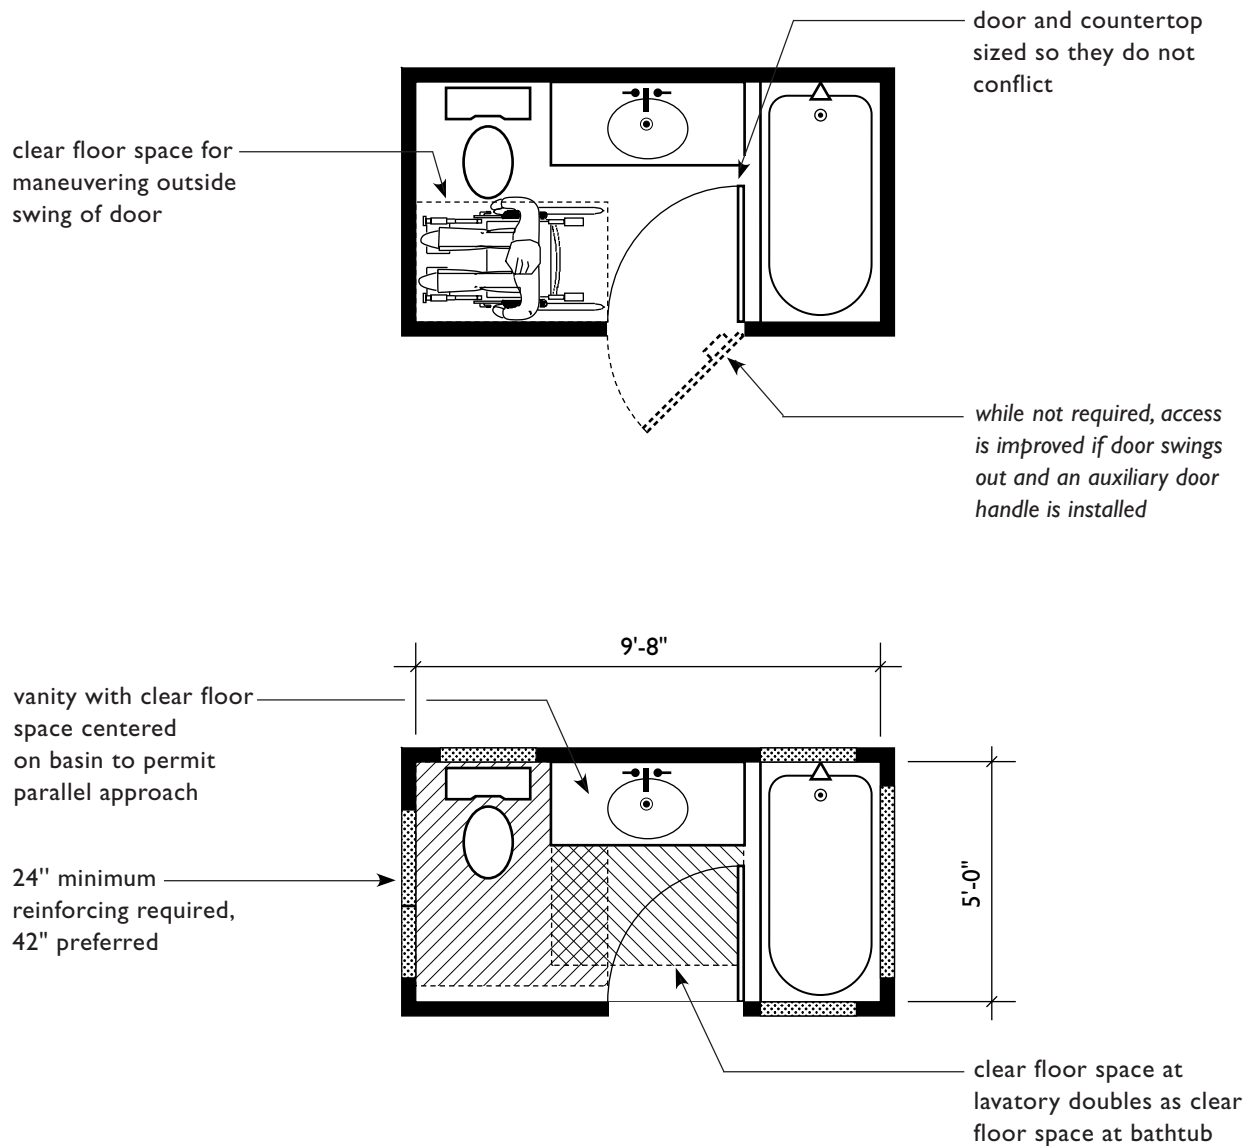 door and countertop
sized so they do not
conflict
clear floor space for
maneuvering outside
swing of door
while not required, access
is improved if door swings
out and an auxiliary door
handle is installed
9'-8"
vanity with clear floor
space centered
on basin to permit
parallel approach
24" minimum
reinforcing required,
42" preferred
5'-0"
clear floor space at
lavatory doubles as clear
floor space at bathtub